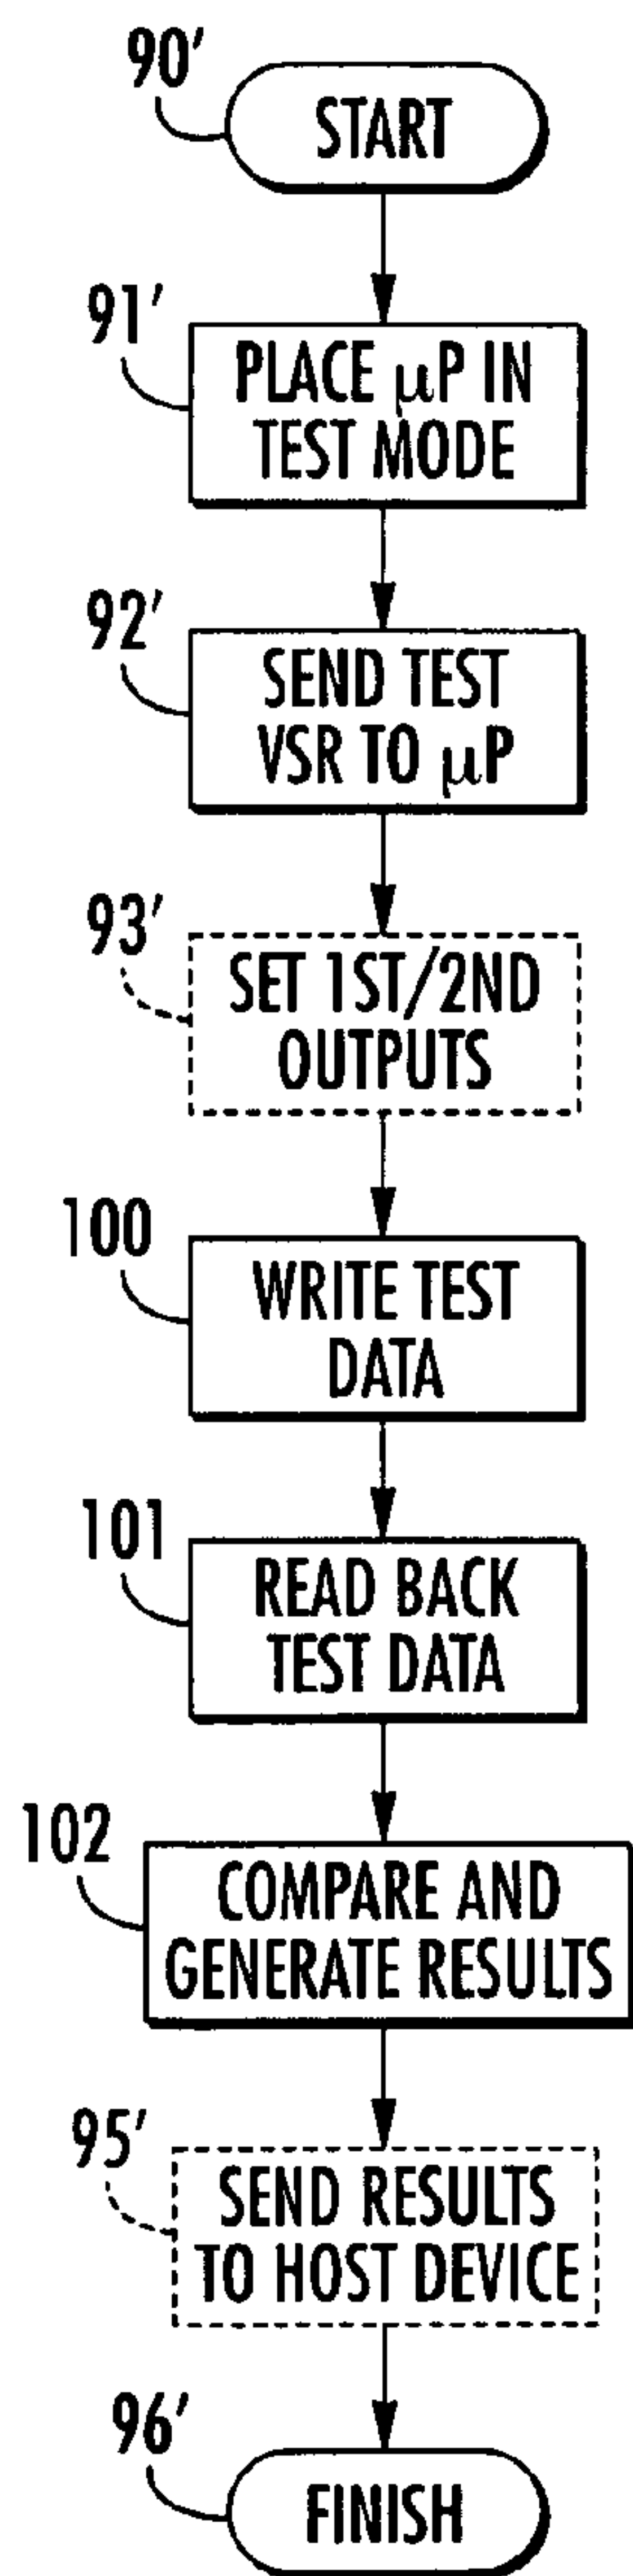 90′
START
91′
PLACE μP IN
TEST MODE
92′
SEND TEST
VSR TO μP
93′
SET 1ST/2ND
OUTPUTS
100
WRITE TEST
DATA
101
READ BACK
TEST DATA
102
COMPARE AND
GENERATE RESULTS
95′
SEND RESULTS
TO HOST DEVICE
96′
FINISH